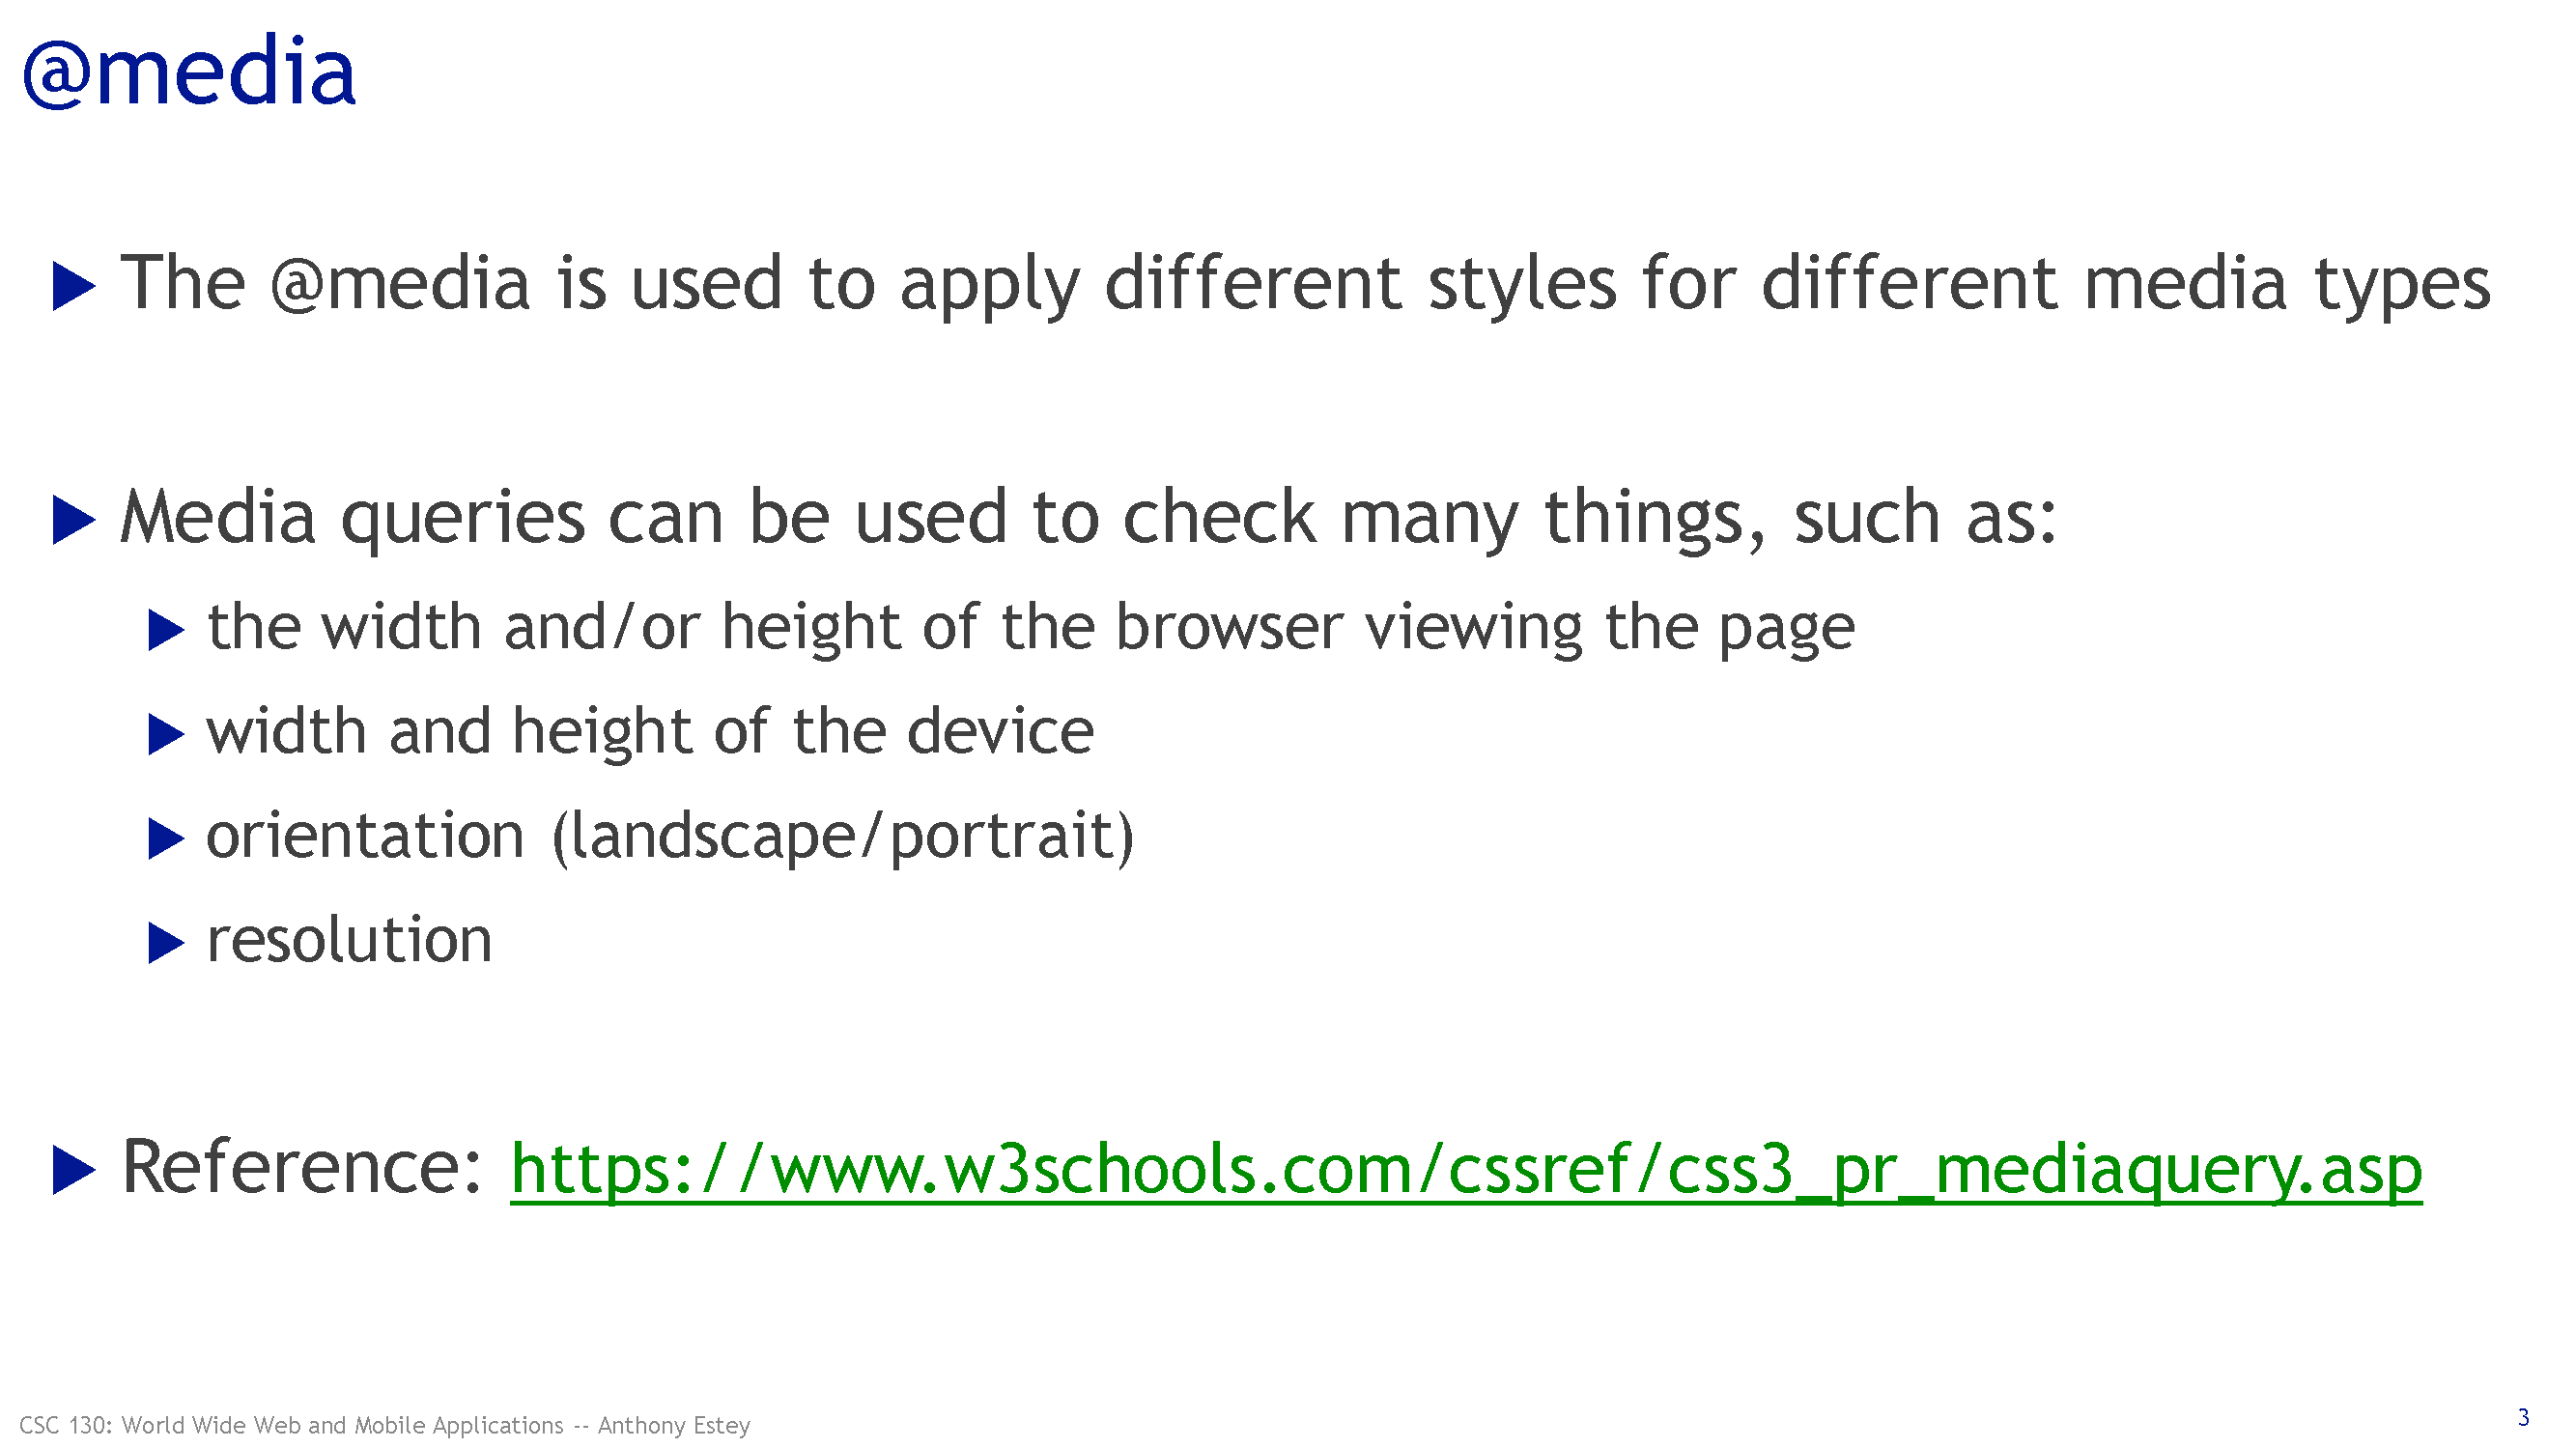 @media
The @media is used to apply different styles for different media types
Media queries can be used to check many things, such as:
the width and/or height of the browser viewing the page
width and height of the device
orientation (landscape/portrait)
resolution
Reference: https://www.w3schools.com/cssref/css3_pr_mediaquery.asp
CSC 130: World Wide Web and Mobile Applications -- Anthony Estey
3